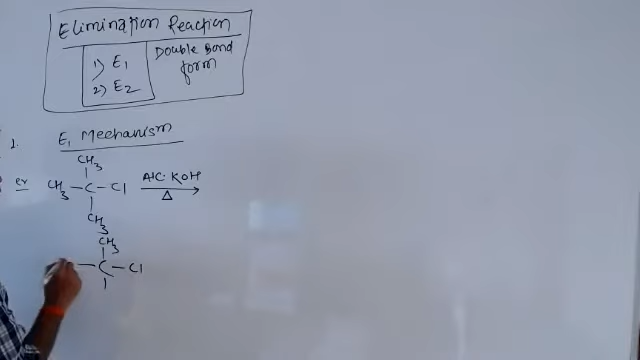 Elimination Reaction
1) E1
2) E2
Double Bond
form
1. E1 Mechanism
CH3
ex CH3 - C - Cl Alc. KOH
Δ
CH3
CH3
- C - Cl